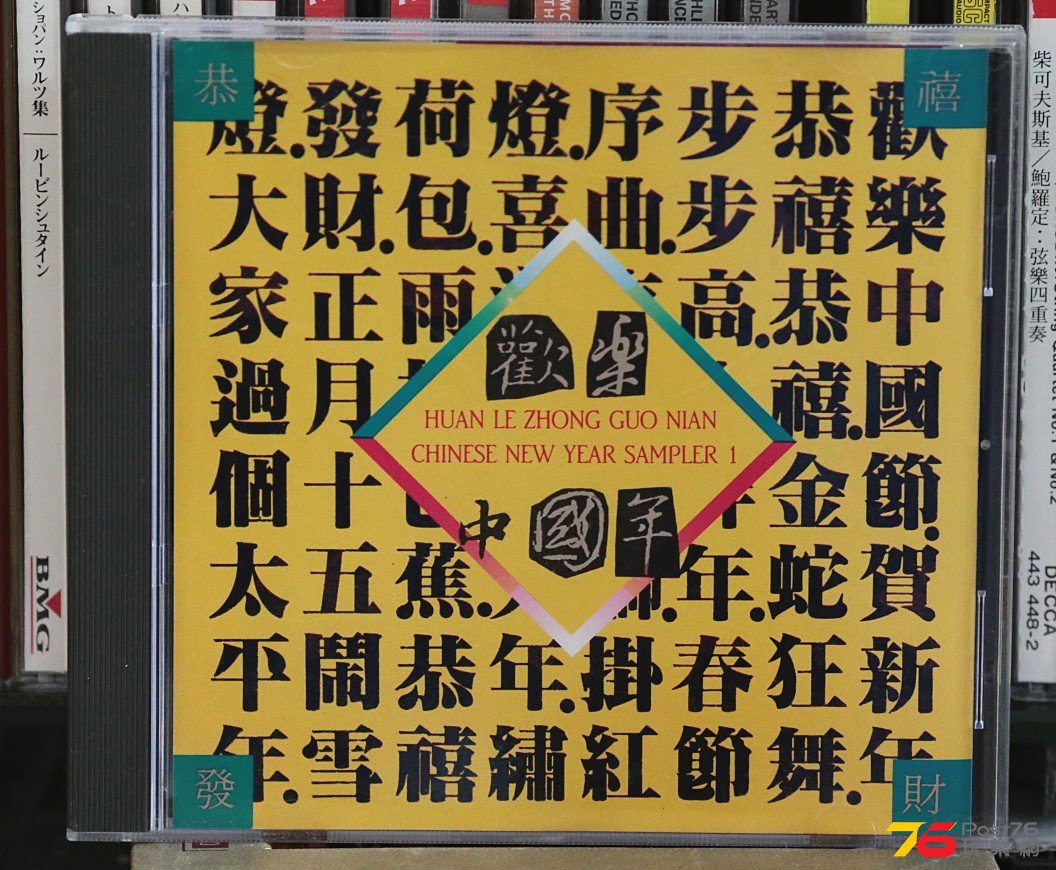 恭禧
發財
歡樂中國節.賀新年
恭禧恭禧.金蛇狂舞.
步步高.年.春節
序曲.掛紅
燈.喜年.繡
荷包.雨蕉.恭禧
發財.正月十五鬧雪
燈.大家過個太平年.
歡樂
HUAN LE ZHONG GUO NIAN
CHINESE NEW YEAR SAMPLER 1
中國年
ショパン：ワルツ集
ルービンシュタイン
BMG
柴可夫斯基／鮑羅定：弦樂四重奏
DECCA
443 448-2
76 Post76